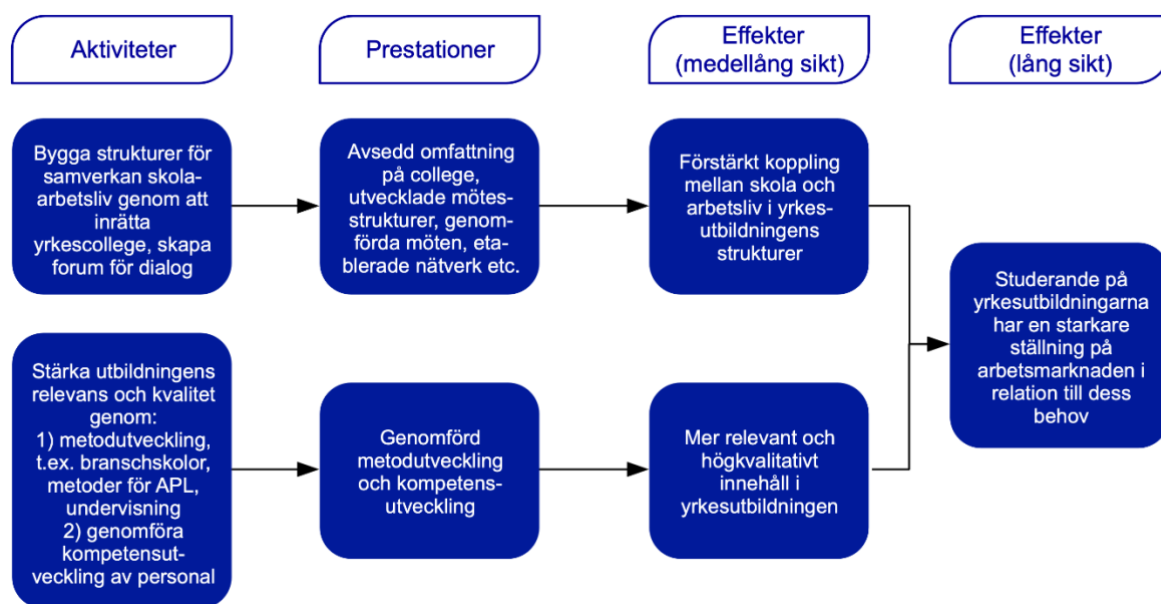 Aktiviteter
Prestationer
Effekter
(medellång sikt)
Effekter
(lång sikt)
Bygga strukturer för
samverkan skola-
arbetsliv genom att
inrätta
yrkescollege, skapa
forum för dialog
Avsedd omfattning
på college,
utvecklade mötes-
strukturer, genom-
förda möten, eta-
blerade nätverk etc.
Förstärkt koppling
mellan skola och
arbetsliv i yrkes-
utbildningens
strukturer
Stärka utbildningens
relevans och kvalitet
genom:
1) metodutveckling,
t.ex. branschskolor,
metoder för APL,
undervisning
2) genomföra
kompetensut-
veckling av personal
Genomförd
metodutveckling
och kompetens-
utveckling
Mer relevant och
högkvalitativt
innehåll i
yrkesutbildningen
Studerande på
yrkesutbildningarna
har en starkare
ställning på
arbetsmarknaden i
relation till dess
behov